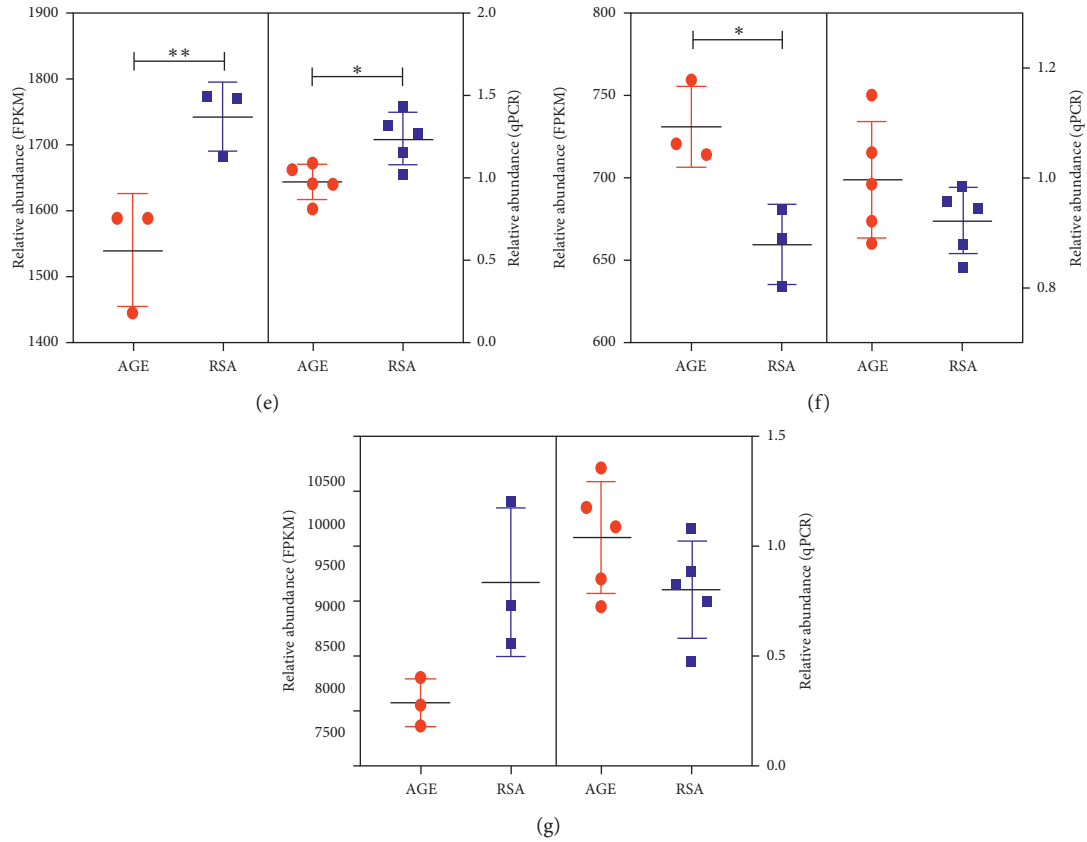 1900
1800
1700
1600
1500
1400
Relative abundance (FPKM)
**
*
2.0
1.5
1.0
0.5
0.0
Relative abundance (qPCR)
AGE
RSA
AGE
RSA
(e)
800
750
700
650
600
Relative abundance (FPKM)
*
1.2
1.0
0.8
Relative abundance (qPCR)
AGE
RSA
AGE
RSA
(f)
10500
10000
9500
9000
8500
8000
7500
Relative abundance (FPKM)
1.5
1.0
0.5
0.0
Relative abundance (qPCR)
AGE
RSA
AGE
RSA
(g)